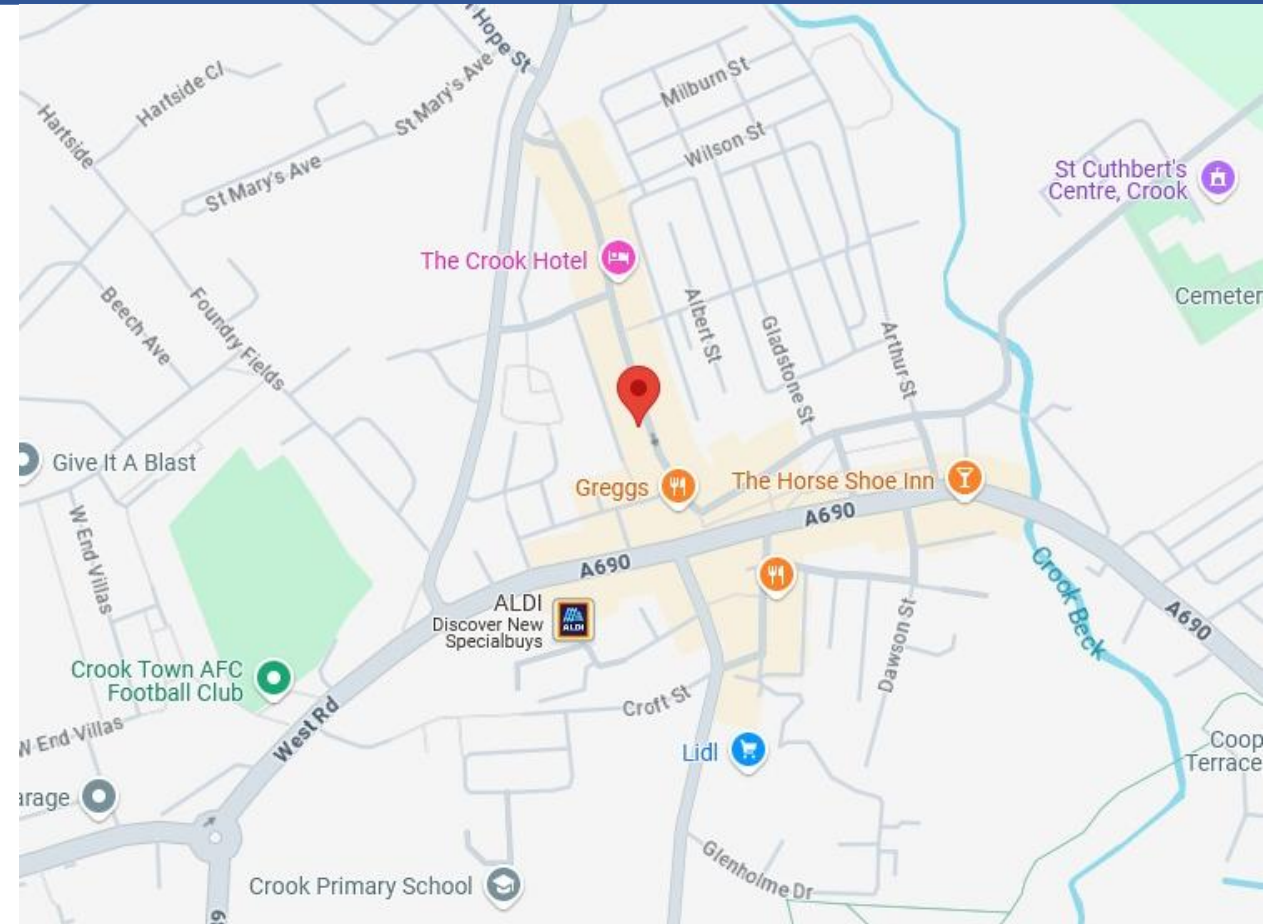 Hope St
Milburn St
Hartside Cl
St Mary's Ave
Hartside
Wilson St
St Mary's Ave
St Cuthbert's
Centre, Crook
The Crook Hotel
Cemeter
Beech Ave
Foundry Fields
Albert St
Gladstone St
Arthur St
Give It A Blast
Greggs
The Horse Shoe Inn
A690
W End Villas
A690
ALDI
Discover New
Specialbuys
ALDI
Crook Beck
A690
Dawson St
Crook Town AFC
Football Club
Croft St
W End Villas
West Rd
Lidl
Coop
Terrace
arage
Glenholme Dr
Crook Primary School